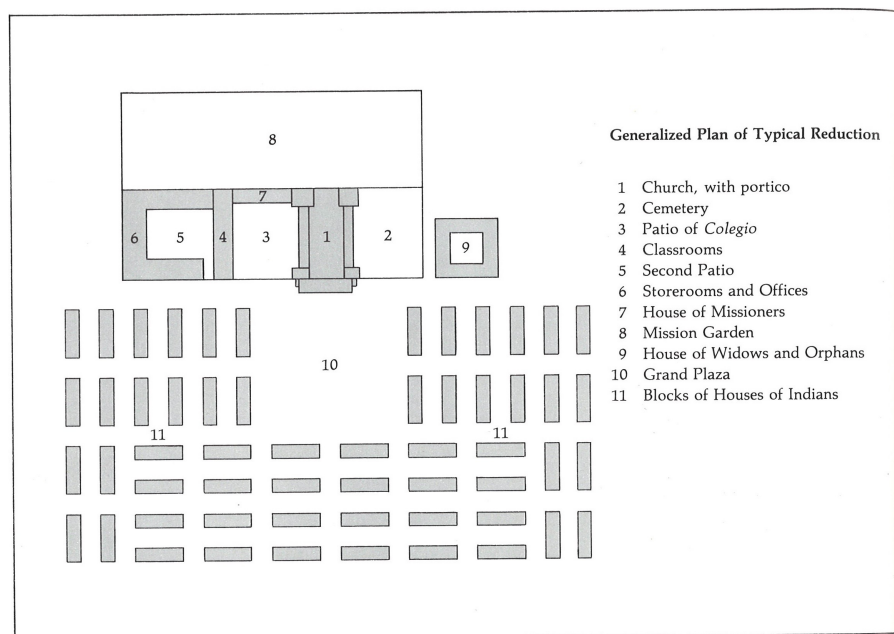 Generalized Plan of Typical Reduction
1 Church, with portico
2 Cemetery
3 Patio of Colegio
4 Classrooms
5 Second Patio
6 Storerooms and Offices
7 House of Missioners
8 Mission Garden
9 House of Widows and Orphans
10 Grand Plaza
11 Blocks of Houses of Indians
8
7
6 5 4 3 1 2 9
10
11 11